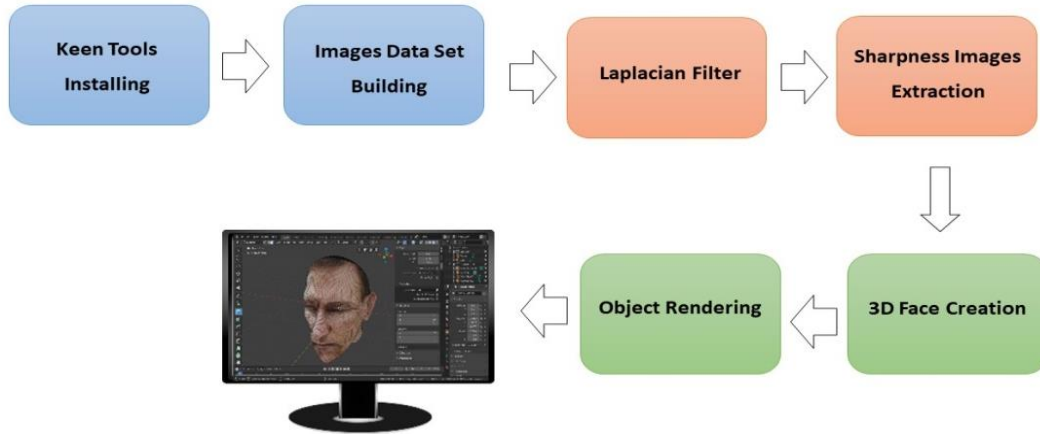 Keen Tools
Installing
Images Data Set
Building
Laplacian Filter
Sharpness Images
Extraction
3D Face Creation
Object Rendering